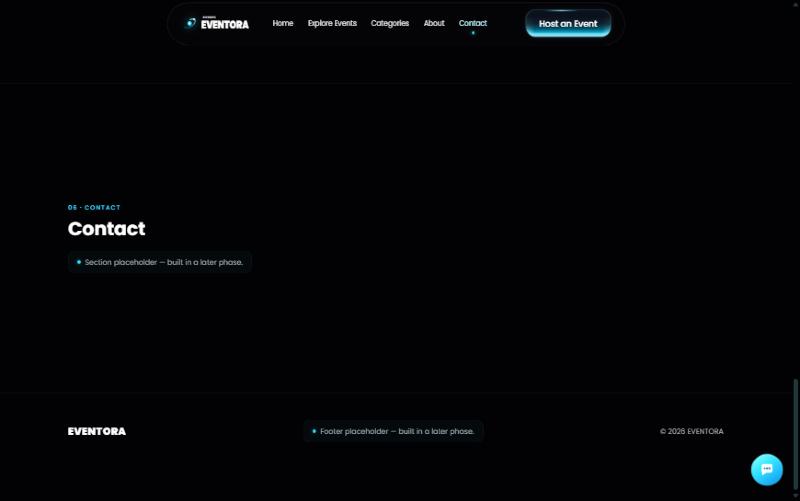 EVENTORA
Home
Explore Events
Categories
About
Contact
Host an Event
05 · CONTACT
Contact
Section placeholder — built in a later phase.
EVENTORA
Footer placeholder — built in a later phase.
© 2026 EVENTORA